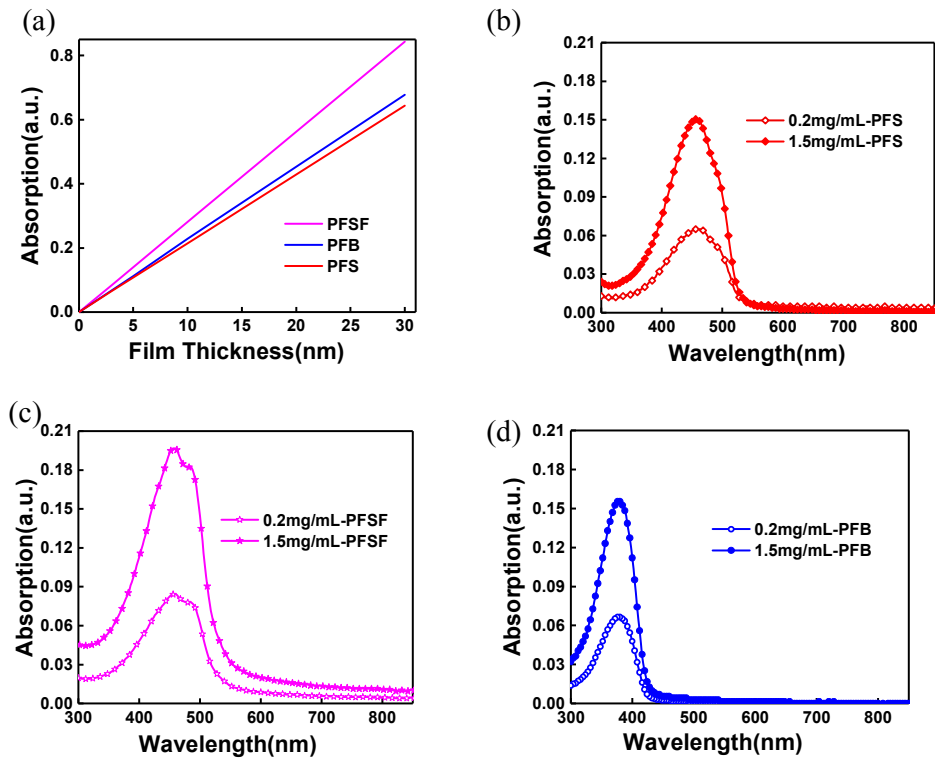 (a)
Absorption(a.u.)
0.8
0.6
0.4
0.2
0.0
0 5 10 15 20 25 30
Film Thickness(nm)
PFSF
PFB
PFS
(b)
Absorption(a.u.)
0.21
0.18
0.15
0.12
0.09
0.06
0.03
0.00
300 400 500 600 700 800
Wavelength(nm)
0.2mg/mL-PFS
1.5mg/mL-PFS
(c)
Absorption(a.u.)
0.21
0.18
0.15
0.12
0.09
0.06
0.03
0.00
300 400 500 600 700 800
Wavelength(nm)
0.2mg/mL-PFSF
1.5mg/mL-PFSF
(d)
Absorption(a.u.)
0.21
0.18
0.15
0.12
0.09
0.06
0.03
0.00
300 400 500 600 700 800
Wavelength(nm)
0.2mg/mL-PFB
1.5mg/mL-PFB